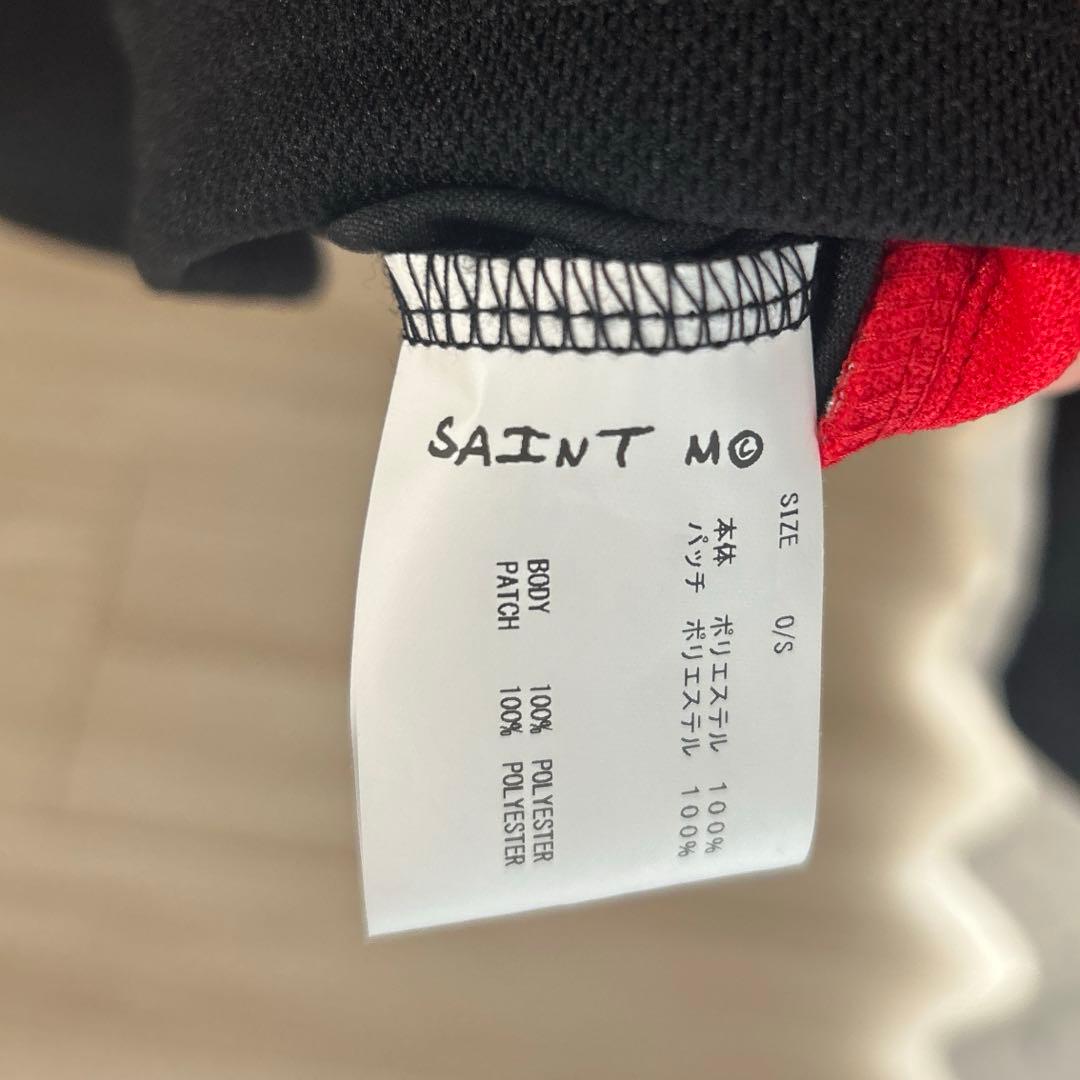 SAINT M©
SIZE O/S
本体 ポリエステル 100%
パッチ ポリエステル 100%
BODY 100% POLYESTER
PATCH 100% POLYESTER